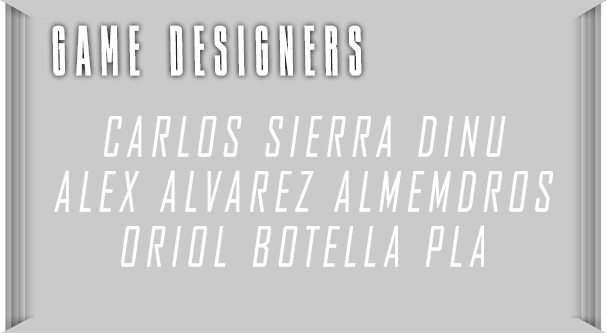 GAME DESIGNERS
CARLOS SIERRA DINU
ALEX ALVAREZ ALMEMDROS
ORIOL BOTELLA PLA